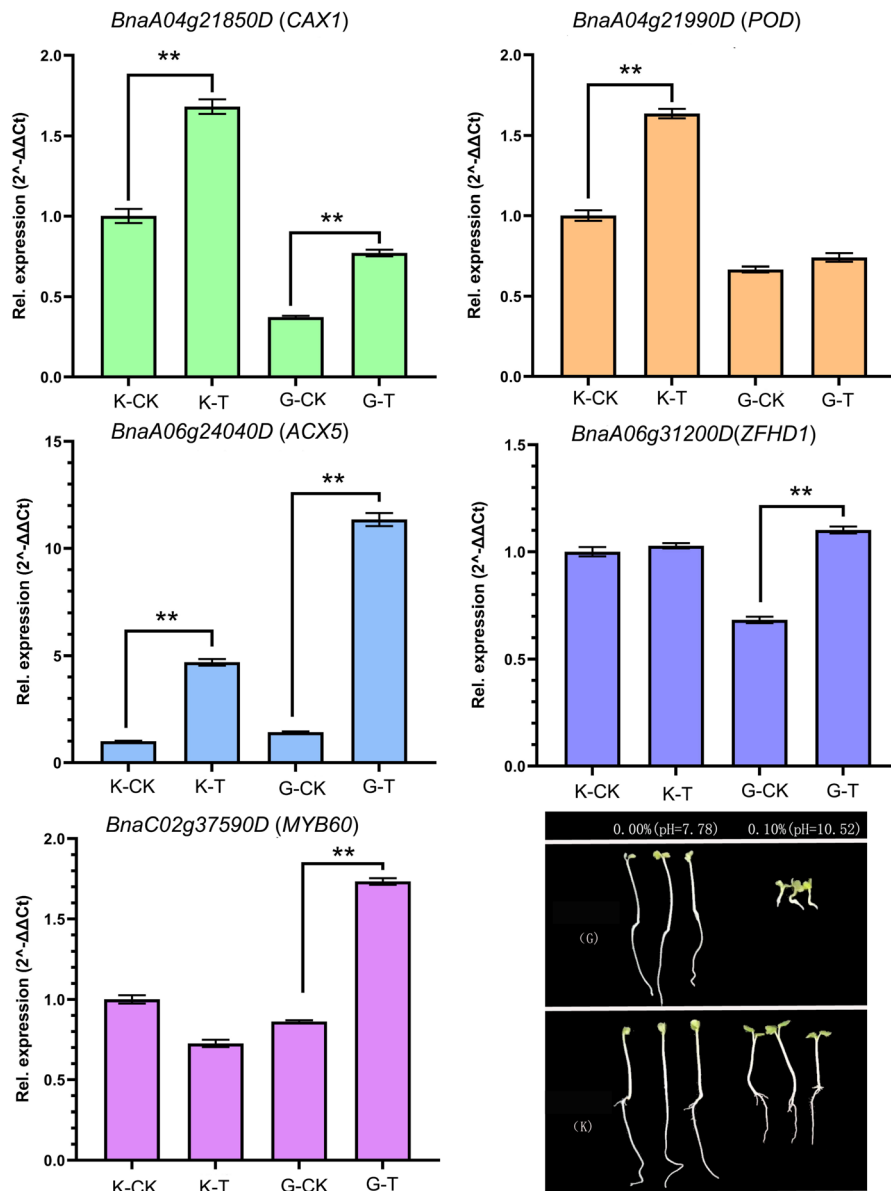 BnaA04g21850D (CAX1)
Rel. expression (2^-ΔΔCt)
2.0
1.5
1.0
0.5
0.0
**
**
K-CK K-T G-CK G-T
BnaA04g21990D (POD)
Rel. expression (2^-ΔΔCt)
2.0
1.5
1.0
0.5
0.0
**
K-CK K-T G-CK G-T
BnaA06g24040D (ACX5)
Rel. expression (2^-ΔΔCt)
15
10
5
0
**
**
K-CK K-T G-CK G-T
BnaA06g31200D(ZFHD1)
Rel. expression (2^-ΔΔCt)
1.5
1.0
0.5
0.0
**
K-CK K-T G-CK G-T
BnaC02g37590D (MYB60)
Rel. expression (2^-ΔΔCt)
2.0
1.5
1.0
0.5
0.0
**
K-CK K-T G-CK G-T
0.00%(pH=7.78) 0.10%(pH=10.52)
(G)
(K)